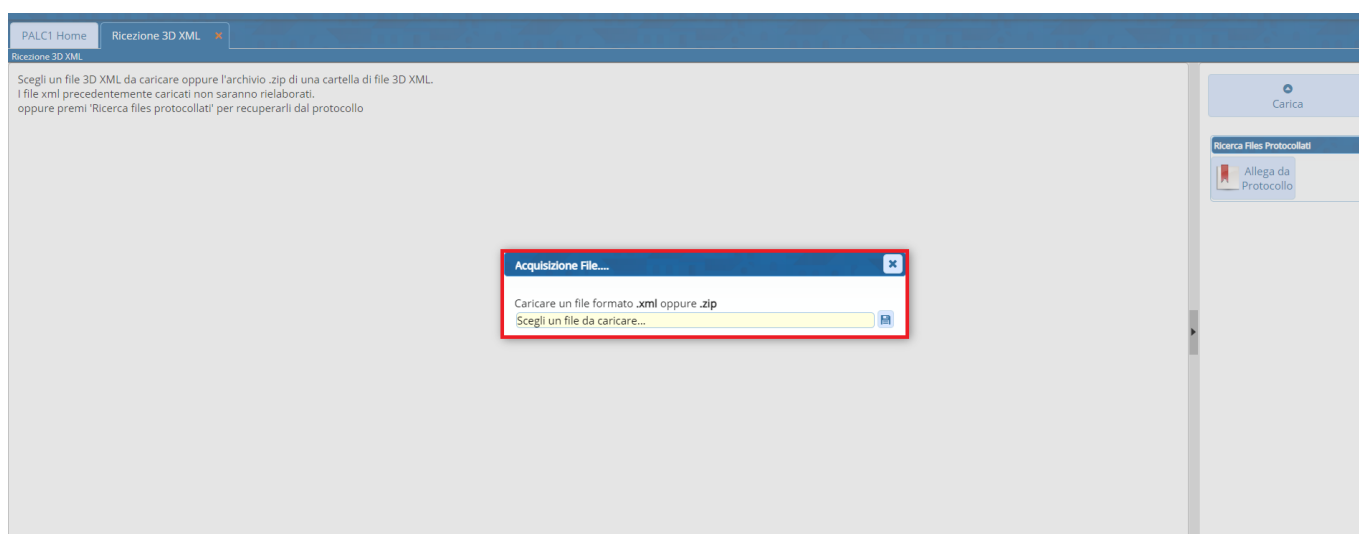 PALC1 Home
Ricezione 3D XML
Ricezione 3D XML
Scegli un file 3D XML da caricare oppure l'archivio .zip di una cartella di file 3D XML.
I file xml precedentemente caricati non saranno rielaborati.
oppure premi 'Ricerca files protocollati' per recuperarli dal protocollo
Carica
Ricerca Files Protocollati
Allega da
Protocollo
Acquisizione File....
Caricare un file formato .xml oppure .zip
Scegli un file da caricare...